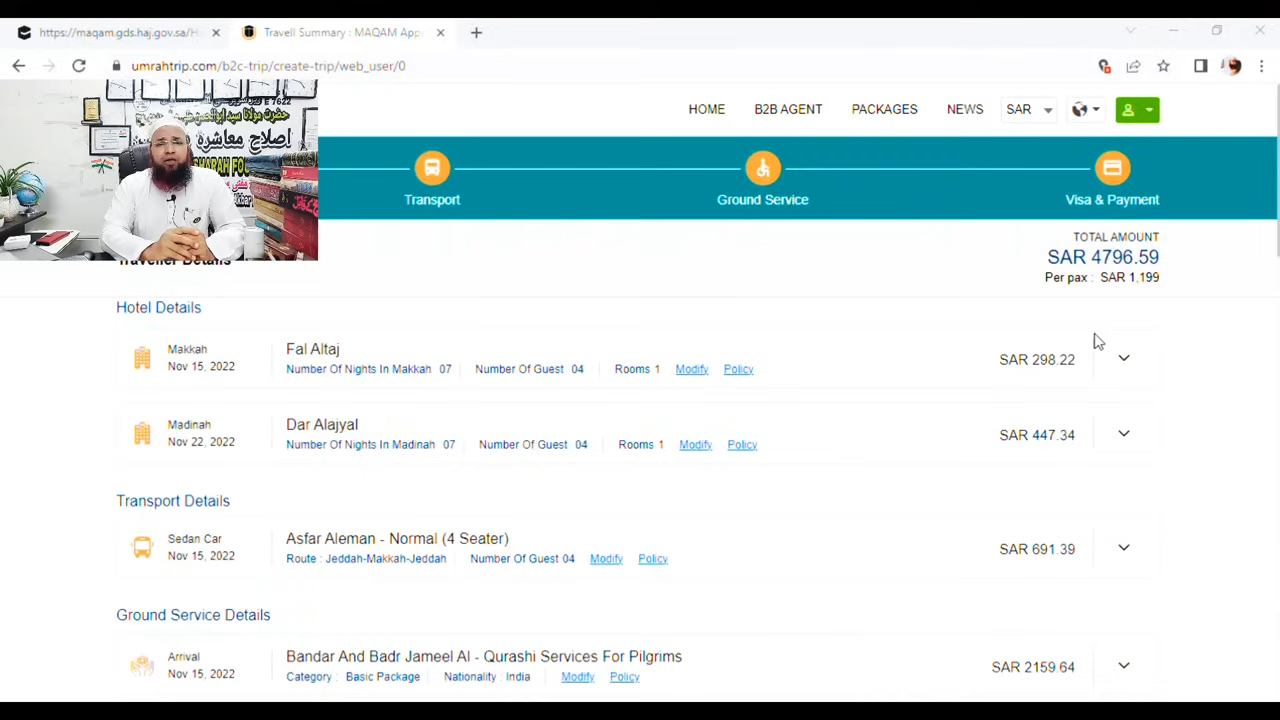 https://maqam.gds.haj.gov.sa/H
Travell Summary : MAQAM App
umrahtrip.com/b2c-trip/create-trip/web_user/0
7622
اصلاح معاشرہ
HOME B2B AGENT PACKAGES NEWS SAR
Transport Ground Service Visa & Payment
Traveller Details
TOTAL AMOUNT
SAR 4796.59
Per pax : SAR 1,199
Hotel Details
Makkah
Nov 15, 2022
Fal Altaj
Number Of Nights In Makkah 07 Number Of Guest 04 Rooms 1 Modify Policy
SAR 298.22
Madinah
Nov 22, 2022
Dar Alajyal
Number Of Nights In Madinah 07 Number Of Guest 04 Rooms 1 Modify Policy
SAR 447.34
Transport Details
Sedan Car
Nov 15, 2022
Asfar Aleman - Normal (4 Seater)
Route : Jeddah-Makkah-Jeddah Number Of Guest 04 Modify Policy
SAR 691.39
Ground Service Details
Arrival
Nov 15, 2022
Bandar And Badr Jameel Al - Qurashi Services For Pilgrims
Category : Basic Package Nationality : India Modify Policy
SAR 2159.64